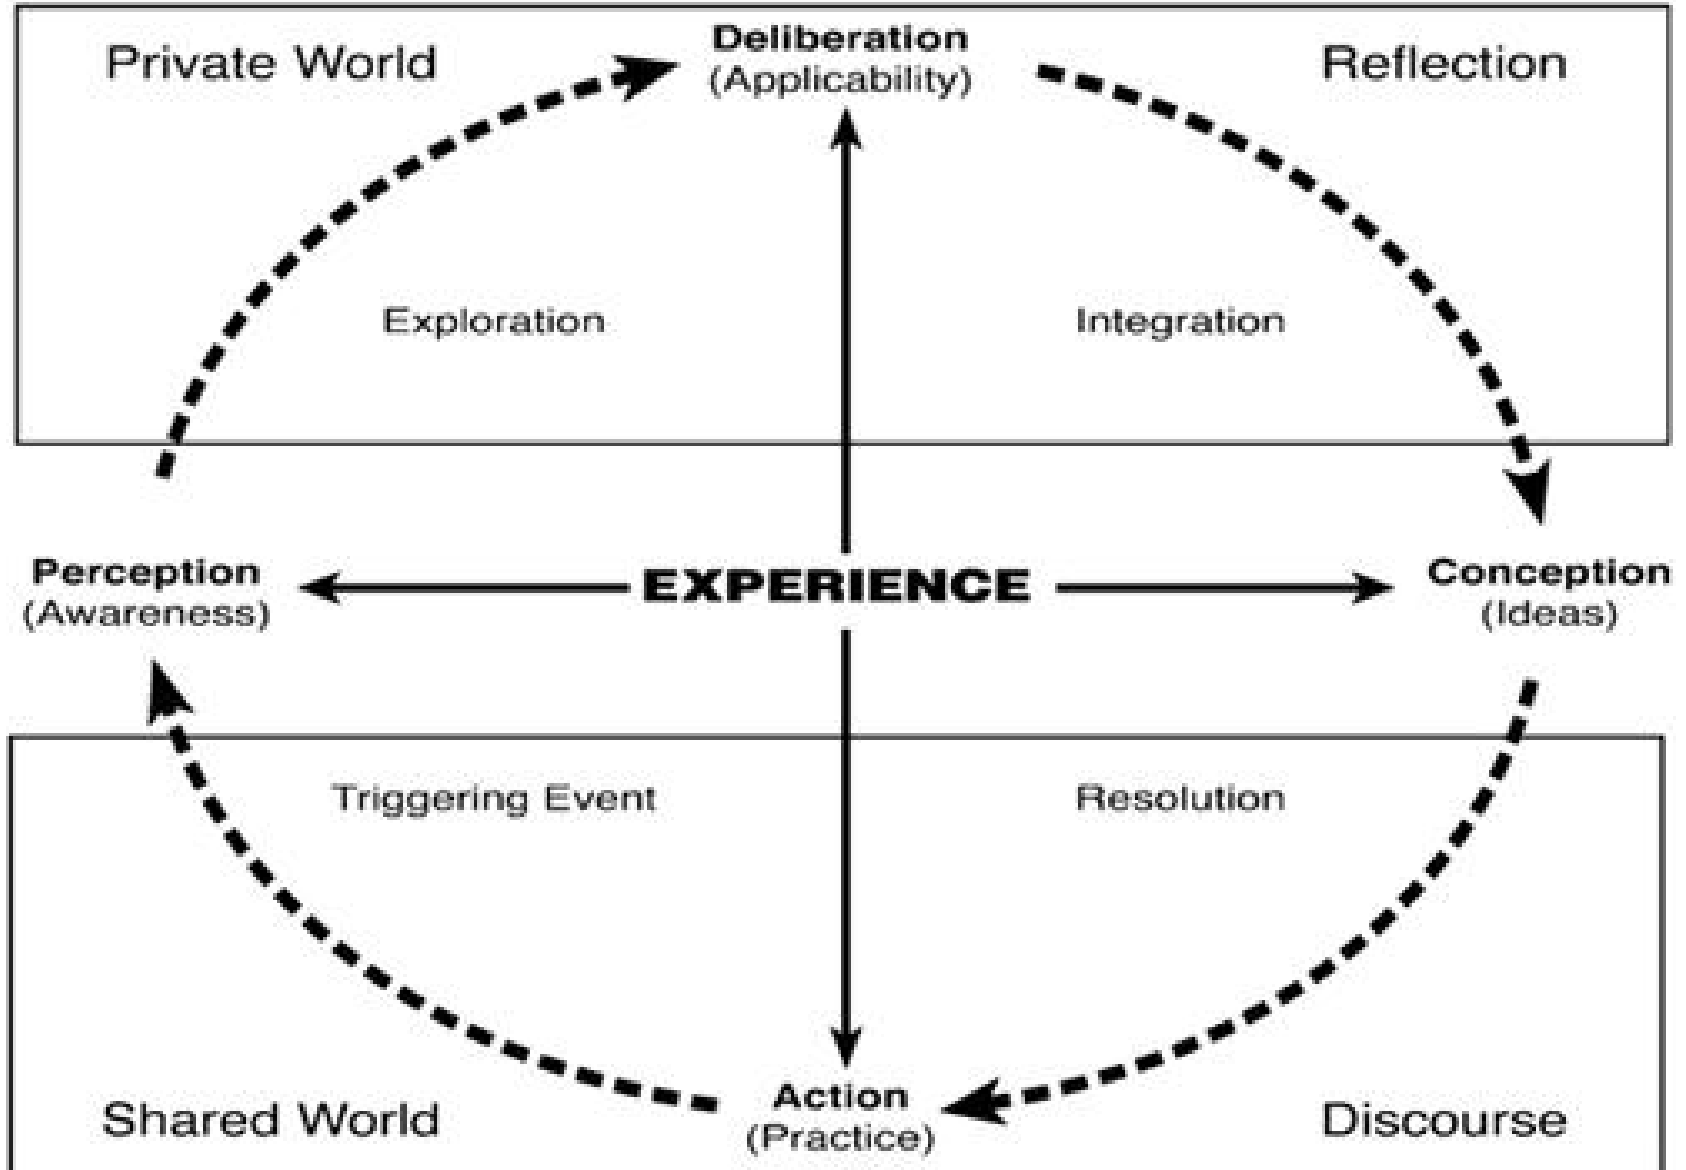 Private World
Deliberation
(Applicability)
Reflection
Exploration
Integration
Perception
(Awareness)
EXPERIENCE
Conception
(Ideas)
Triggering Event
Resolution
Shared World
Action
(Practice)
Discourse